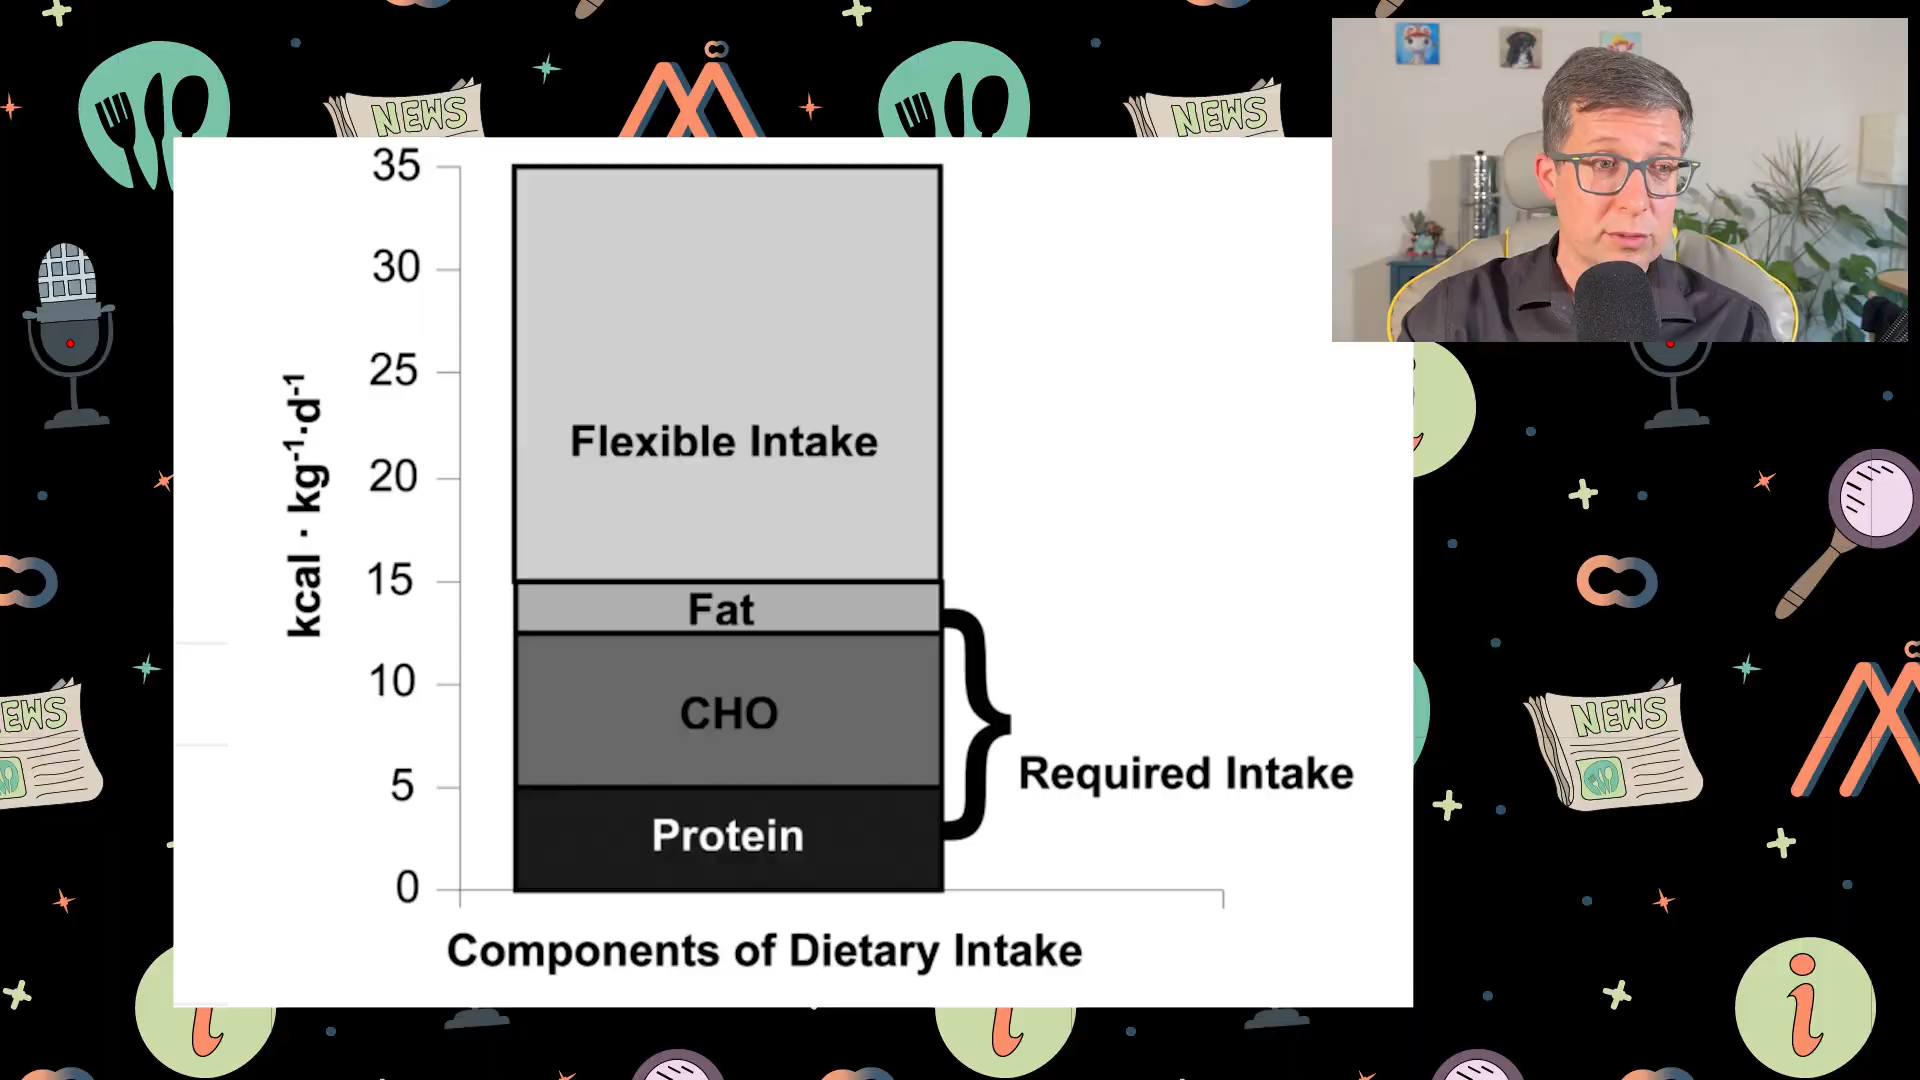 NEWS
NEWS
35
30
25
20
15
10
5
0
kcal · kg⁻¹·d⁻¹
Flexible Intake
Fat
CHO
Protein
Required Intake
Components of Dietary Intake
EWS
NEWS
i
i
i